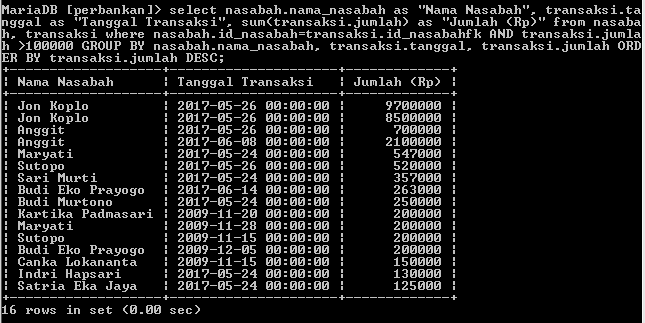 MariaDB [perbankan]> select nasabah.nama_nasabah as "Nama Nasabah", transaksi.ta
nggal as "Tanggal Transaksi", sum(transaksi.jumlah) as "Jumlah (Rp)" from nasaba
h, transaksi where nasabah.id_nasabah=transaksi.id_nasabahfk AND transaksi.jumla
h >100000 GROUP BY nasabah.nama_nasabah, transaksi.tanggal, transaksi.jumlah ORD
ER BY transaksi.jumlah DESC;
+-------------------+---------------------+-------------+
| Nama Nasabah | Tanggal Transaksi | Jumlah (Rp) |
+-------------------+---------------------+-------------+
| Jon Koplo | 2017-05-26 00:00:00 | 9700000 |
| Jon Koplo | 2017-05-26 00:00:00 | 8500000 |
| Anggit | 2017-05-26 00:00:00 | 700000 |
| Anggit | 2017-06-08 00:00:00 | 2100000 |
| Maryati | 2017-05-24 00:00:00 | 547000 |
| Sutopo | 2017-05-26 00:00:00 | 520000 |
| Sari Murti | 2017-05-24 00:00:00 | 357000 |
| Budi Eko Prayogo | 2017-06-14 00:00:00 | 263000 |
| Budi Murtono | 2017-05-24 00:00:00 | 250000 |
| Kartika Padmasari | 2009-11-20 00:00:00 | 200000 |
| Maryati | 2009-11-28 00:00:00 | 200000 |
| Sutopo | 2009-11-15 00:00:00 | 200000 |
| Budi Eko Prayogo | 2009-12-05 00:00:00 | 200000 |
| Canka Lokananta | 2009-11-15 00:00:00 | 150000 |
| Indri Hapsari | 2017-05-24 00:00:00 | 130000 |
| Satria Eka Jaya | 2017-05-24 00:00:00 | 125000 |
+-------------------+---------------------+-------------+
16 rows in set (0.00 sec)